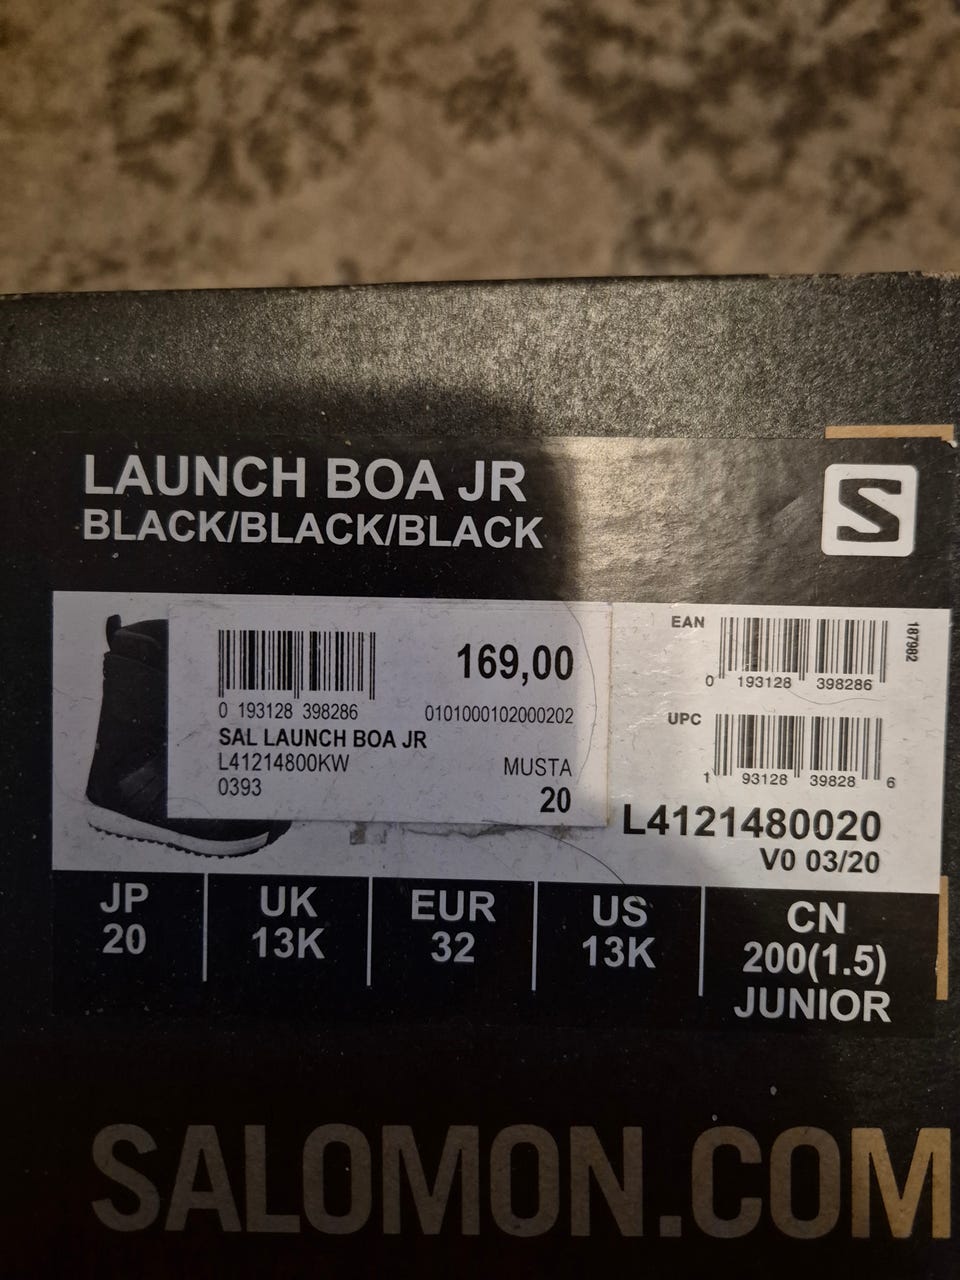 LAUNCH BOA JR
BLACK/BLACK/BLACK
S
0 193128 398286
169,00
0101000102000202
SAL LAUNCH BOA JR
L41214800KW
MUSTA
0393
20
EAN
0 193128 398286
187982
UPC
1 93128 39828 6
L4121480020
V0 03/20
JP
20
UK
13K
EUR
32
US
13K
CN
200(1.5)
JUNIOR
SALOMON.COM